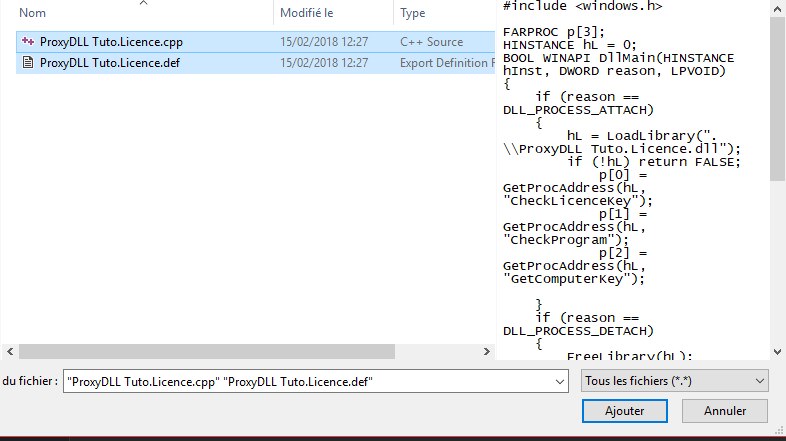 Nom Modifié le Type
ProxyDLL Tuto.Licence.cpp 15/02/2018 12:27 C++ Source
ProxyDLL Tuto.Licence.def 15/02/2018 12:27 Export Definition F
#include <windows.h>
FARPROC p[3];
HINSTANCE hL = 0;
BOOL WINAPI DllMain(HINSTANCE
hInst, DWORD reason, LPVOID)
{
if (reason ==
DLL_PROCESS_ATTACH)
{
hL = LoadLibrary(".
\\ProxyDLL Tuto.Licence.dll");
if (!hL) return FALSE;
p[0] =
GetProcAddress(hL,
"CheckLicenceKey");
p[1] =
GetProcAddress(hL,
"CheckProgram");
p[2] =
GetProcAddress(hL,
"GetComputerKey");
}
if (reason ==
DLL_PROCESS_DETACH)
{
FreeLibrary(hL);
du fichier : "ProxyDLL Tuto.Licence.cpp" "ProxyDLL Tuto.Licence.def" Tous les fichiers (*.*)
Ajouter Annuler